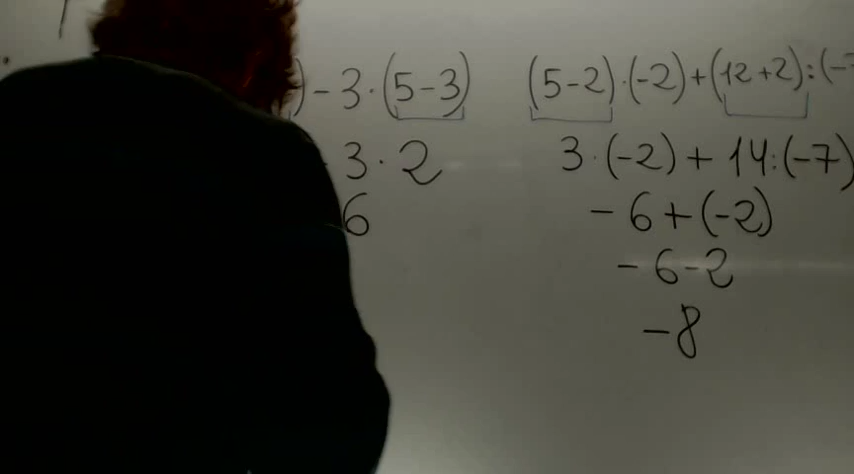 ) - 3 · (5 - 3)
3 · 2
6
(5 - 2) · (-2) + (12 + 2) : (-7
3 · (-2) + 14 : (-7)
- 6 + (-2)
- 6 - 2
- 8